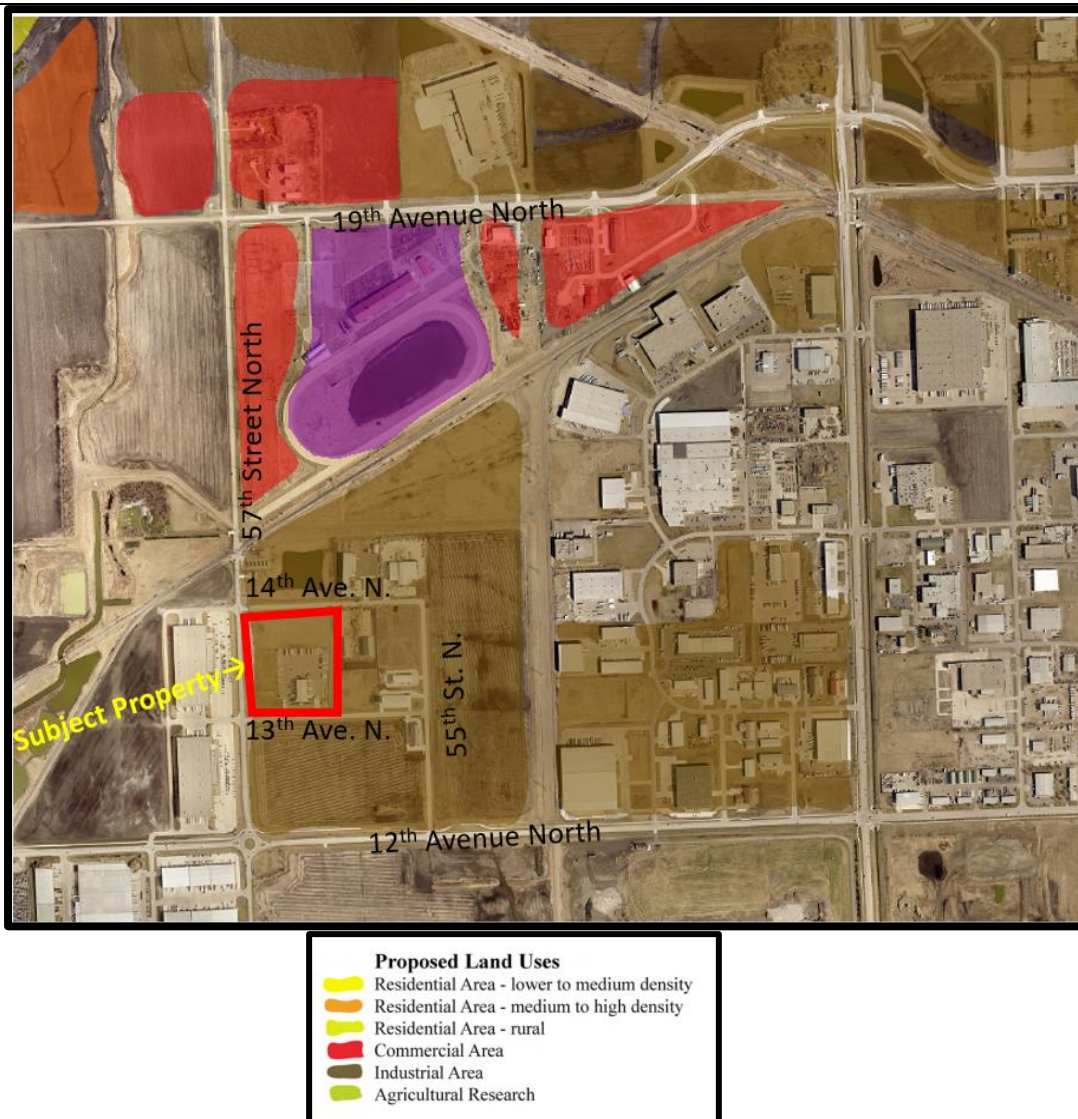 19th Avenue North
57th Street North
14th Ave. N.
Subject Property→
55th St. N.
13th Ave. N.
12th Avenue North
Proposed Land Uses
Residential Area - lower to medium density
Residential Area - medium to high density
Residential Area - rural
Commercial Area
Industrial Area
Agricultural Research